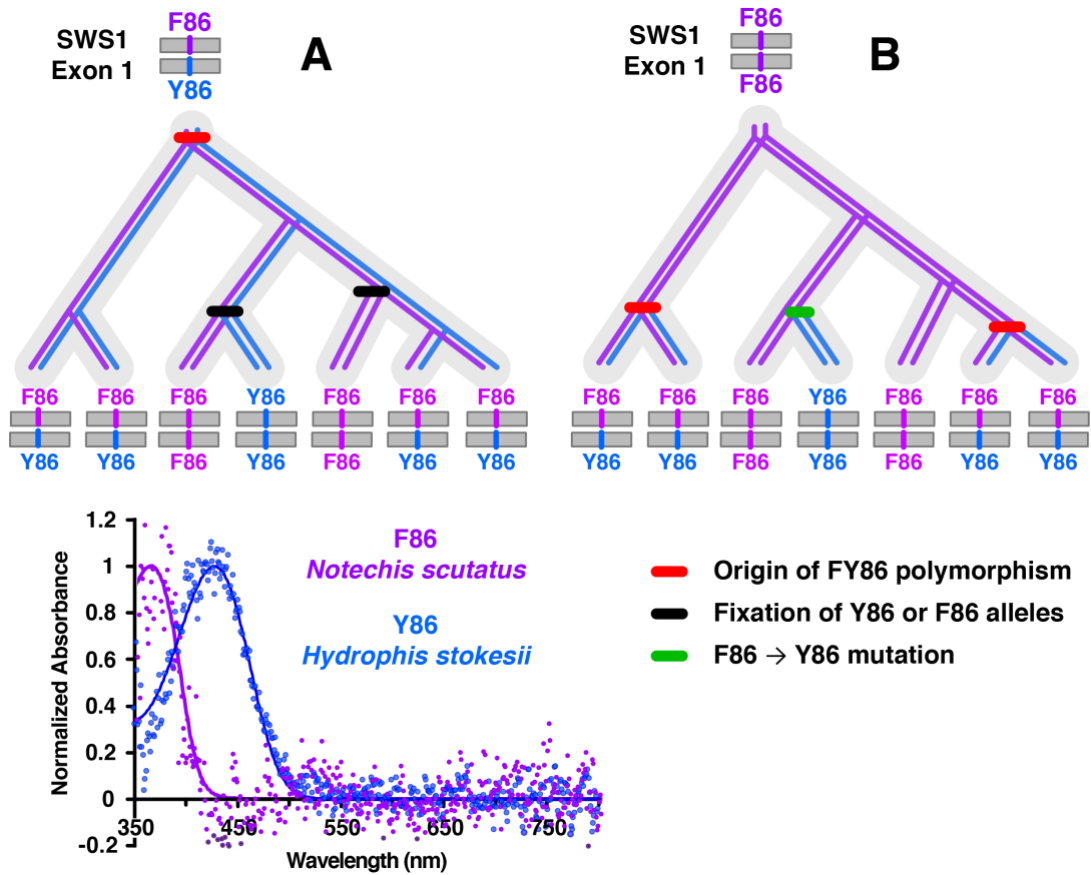 F86
SWS1
Exon 1
Y86
A
F86 F86 F86 Y86 F86 F86 F86
Y86 Y86 F86 Y86 F86 Y86 Y86
F86
SWS1
Exon 1
F86
B
F86 F86 F86 Y86 F86 F86 F86
Y86 Y86 F86 Y86 F86 Y86 Y86
Normalized Absorbance
1.2
1
0.8
0.6
0.4
0.2
0
-0.2
350 450 550 650 750
Wavelength (nm)
F86
Notechis scutatus
Y86
Hydrophis stokesii
Origin of FY86 polymorphism
Fixation of Y86 or F86 alleles
F86 → Y86 mutation